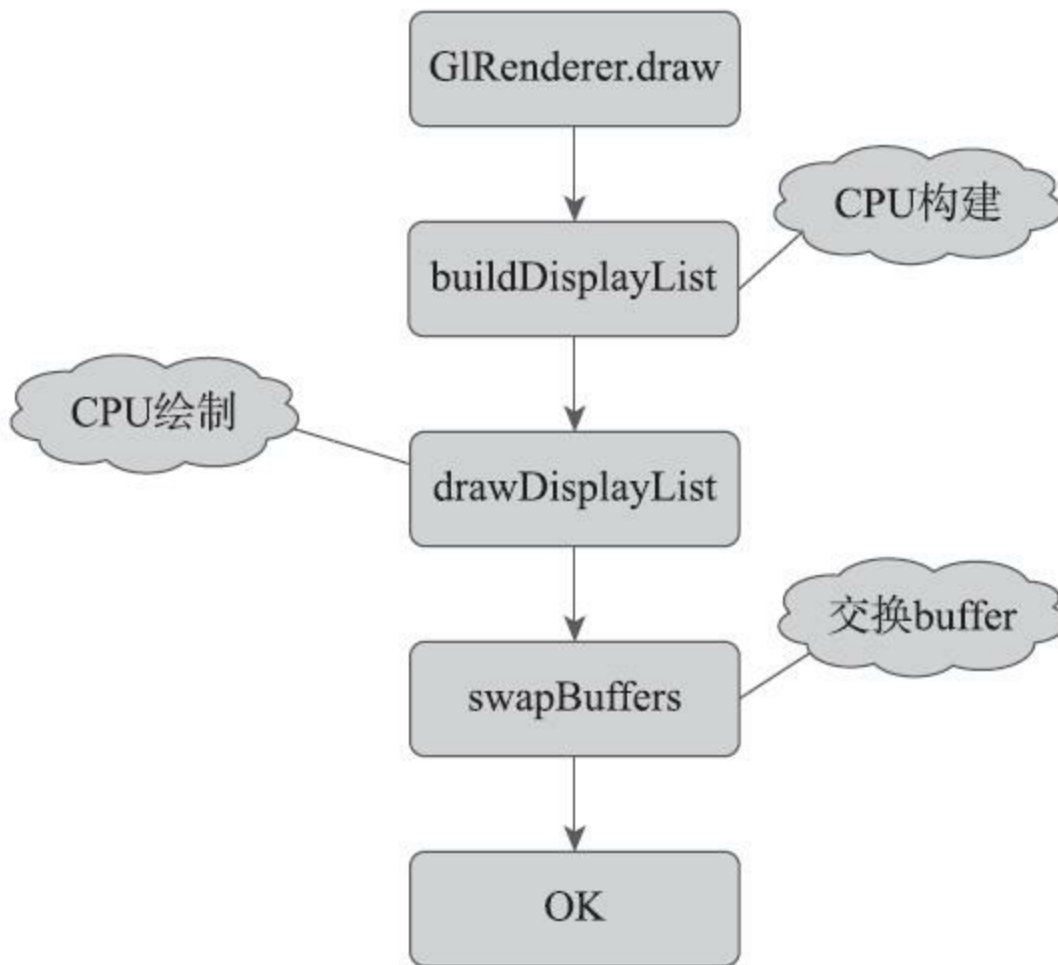 GlRenderer.draw
CPU构建
buildDisplayList
CPU绘制
drawDisplayList
交换buffer
swapBuffers
OK